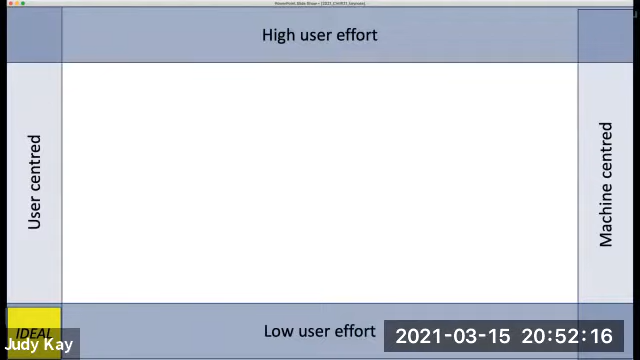 High user effort
User centred
Machine centred
IDEAL
Low user effort
Judy Kay
2021-03-15 20:52:16